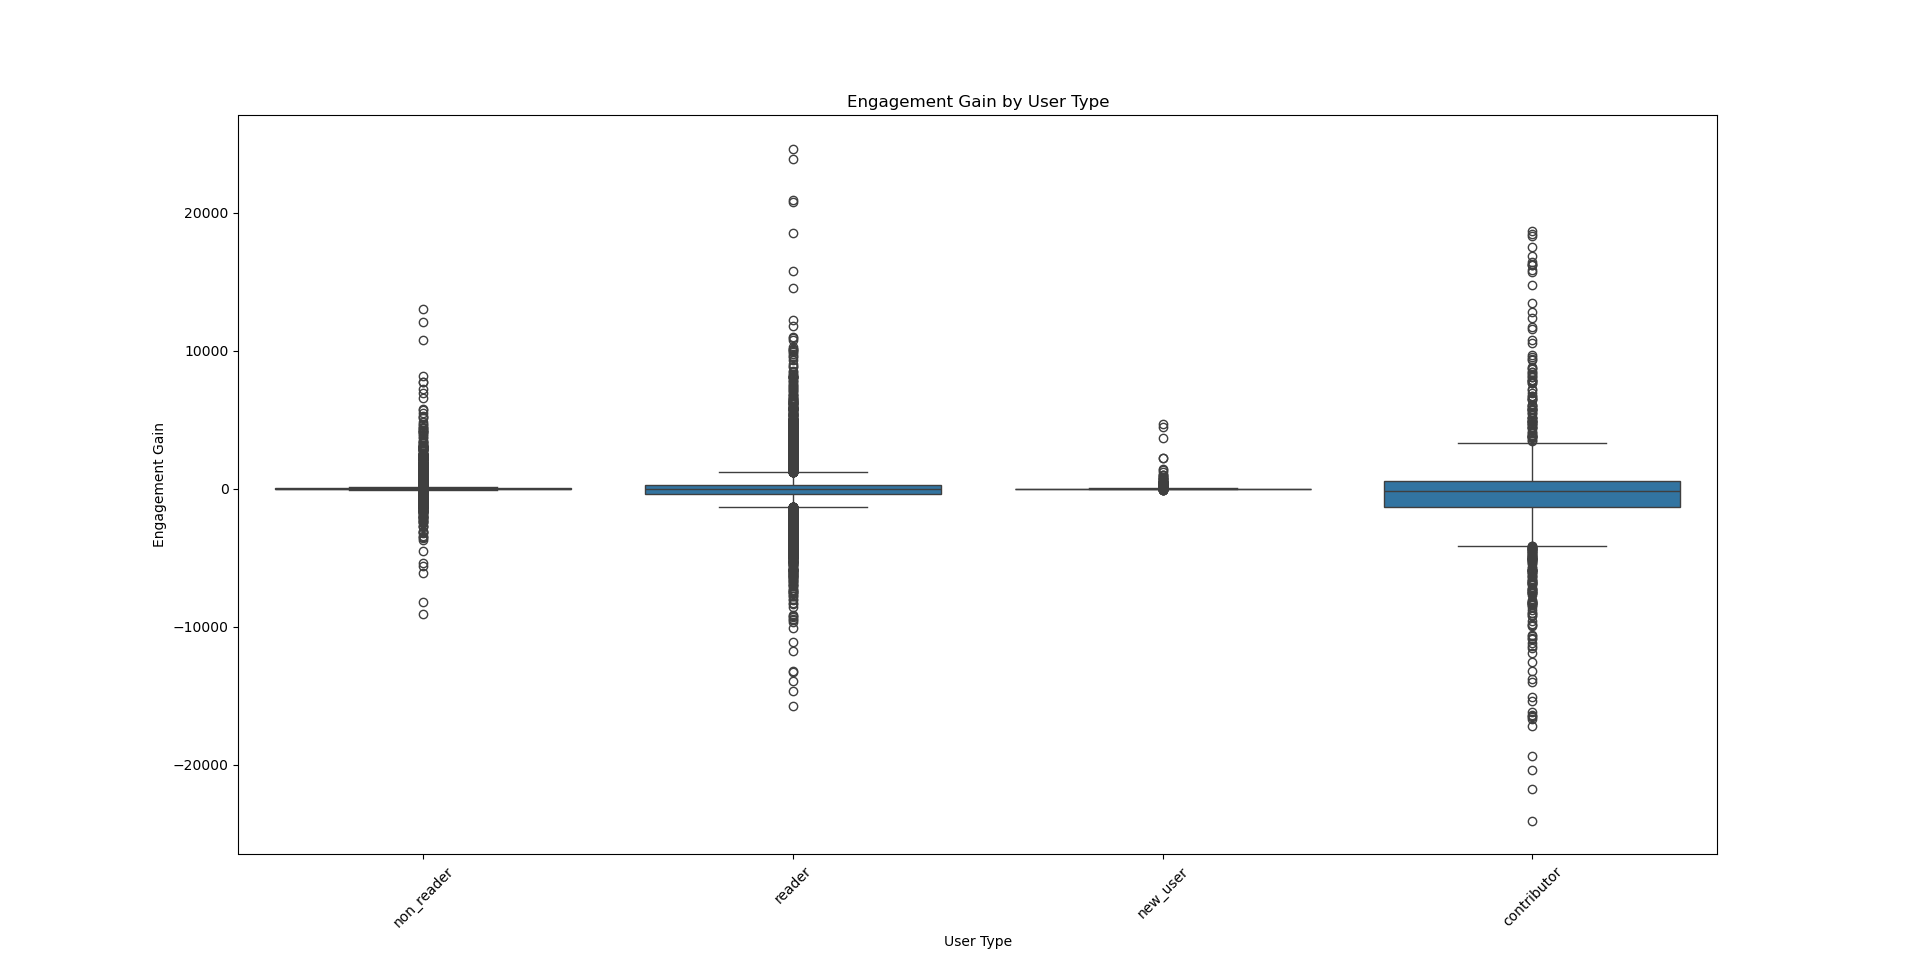 Engagement Gain by User Type
Engagement Gain
20000
10000
0
−10000
−20000
non_reader
reader
new_user
contributor
User Type